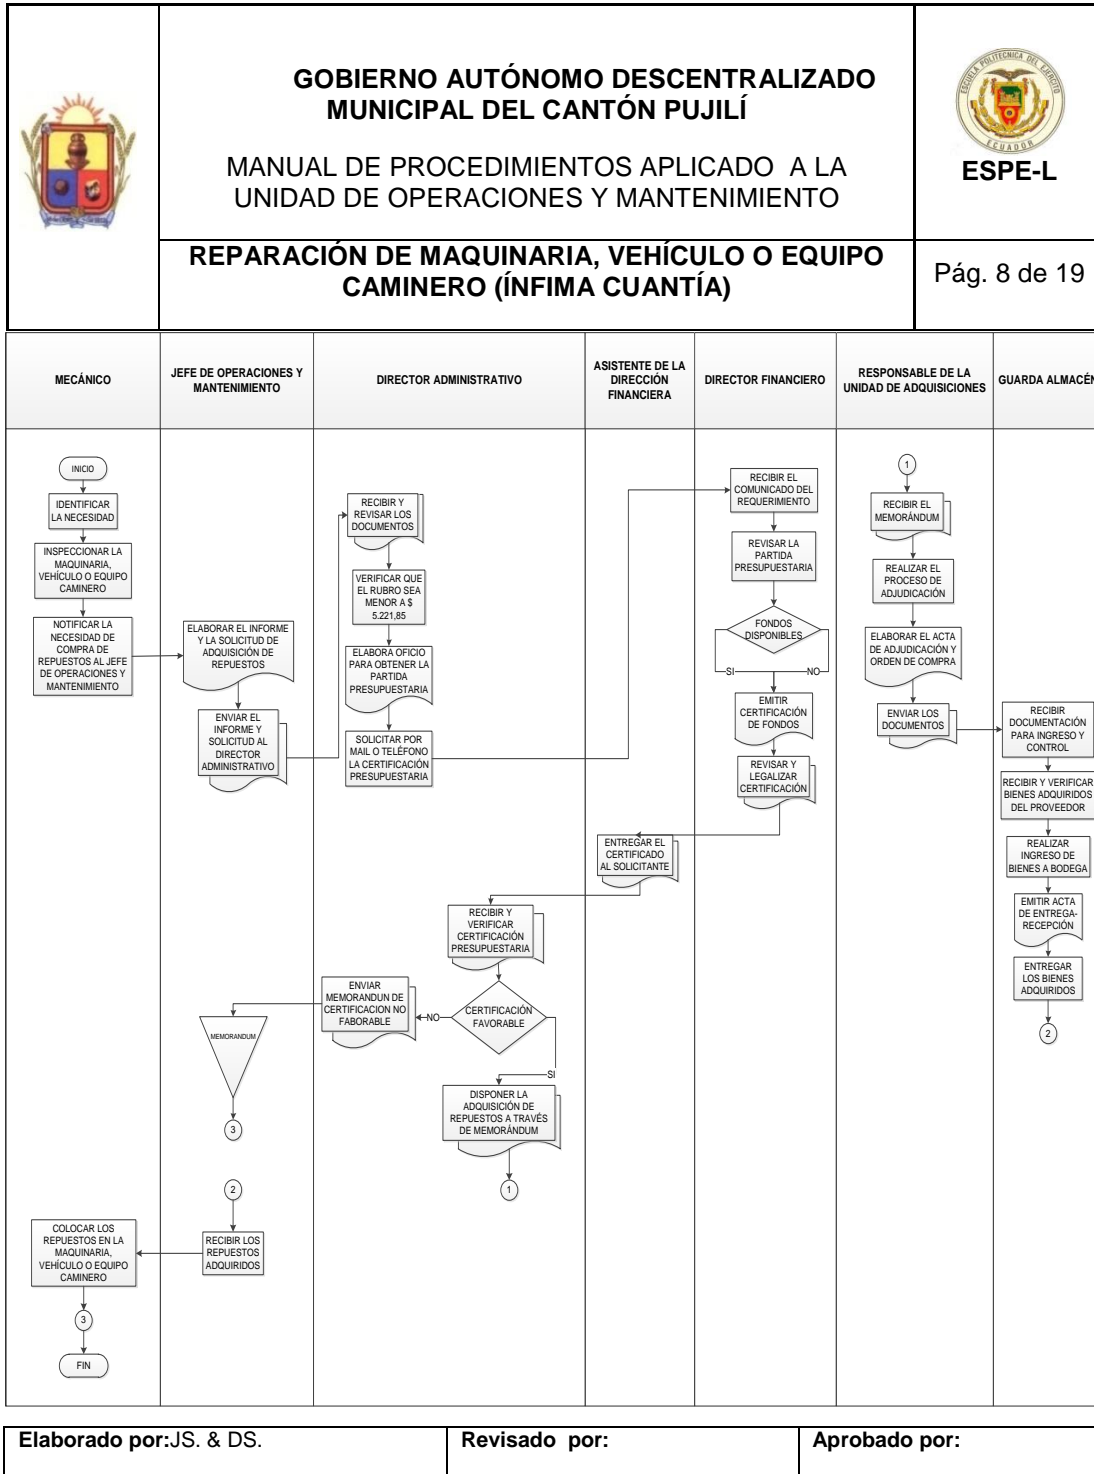 GOBIERNO AUTÓNOMO DESCENTRALIZADO
MUNICIPAL DEL CANTÓN PUJILÍ
MANUAL DE PROCEDIMIENTOS APLICADO A LA
UNIDAD DE OPERACIONES Y MANTENIMIENTO
ESCUELA POLITECNICA DEL EJERCITO
ECUADOR
ESPE-L
REPARACIÓN DE MAQUINARIA, VEHÍCULO O EQUIPO
CAMINERO (ÍNFIMA CUANTÍA)
Pág. 8 de 19
MECÁNICO
JEFE DE OPERACIONES Y
MANTENIMIENTO
DIRECTOR ADMINISTRATIVO
ASISTENTE DE LA
DIRECCIÓN
FINANCIERA
DIRECTOR FINANCIERO
RESPONSABLE DE LA
UNIDAD DE ADQUISICIONES
GUARDA ALMACÉN
INICIO
IDENTIFICAR
LA NECESIDAD
INSPECCIONAR LA
MAQUINARIA,
VEHÍCULO O EQUIPO
CAMINERO
NOTIFICAR LA
NECESIDAD DE
COMPRA DE
REPUESTOS AL JEFE
DE OPERACIONES Y
MANTENIMIENTO
ELABORAR EL INFORME
Y LA SOLICITUD DE
ADQUISICIÓN DE
REPUESTOS
ENVIAR EL
INFORME Y
SOLICITUD AL
DIRECTOR
ADMINISTRATIVO
RECIBIR Y
REVISAR LOS
DOCUMENTOS
VERIFICAR QUE
EL RUBRO SEA
MENOR A $
5.221,85
ELABORA OFICIO
PARA OBTENER LA
PARTIDA
PRESUPUESTARIA
SOLICITAR POR
MAIL O TELÉFONO
LA CERTIFICACIÓN
PRESUPUESTARIA
RECIBIR EL
COMUNICADO DEL
REQUERIMIENTO
REVISAR LA
PARTIDA
PRESUPUESTARIA
FONDOS
DISPONIBLES
SI
NO
EMITIR
CERTIFICACIÓN
DE FONDOS
REVISAR Y
LEGALIZAR
CERTIFICACIÓN
ENTREGAR EL
CERTIFICADO
AL SOLICITANTE
RECIBIR Y
VERIFICAR
CERTIFICACIÓN
PRESUPUESTARIA
CERTIFICACIÓN
FAVORABLE
NO
SI
ENVIAR
MEMORANDUN DE
CERTIFICACION NO
FABORABLE
MEMORANDUM
3
DISPONER LA
ADQUISICIÓN DE
REPUESTOS A TRAVÉS
DE MEMORÁNDUM
1
1
RECIBIR EL
MEMORÁNDUM
REALIZAR EL
PROCESO DE
ADJUDICACIÓN
ELABORAR EL ACTA
DE ADJUDICACIÓN Y
ORDEN DE COMPRA
ENVIAR LOS
DOCUMENTOS
RECIBIR
DOCUMENTACIÓN
PARA INGRESO Y
CONTROL
RECIBIR Y VERIFICAR
BIENES ADQUIRIDOS
DEL PROVEEDOR
REALIZAR
INGRESO DE
BIENES A BODEGA
EMITIR ACTA
DE ENTREGA-
RECEPCIÓN
ENTREGAR
LOS BIENES
ADQUIRIDOS
2
2
RECIBIR LOS
REPUESTOS
ADQUIRIDOS
COLOCAR LOS
REPUESTOS EN LA
MAQUINARIA,
VEHÍCULO O EQUIPO
CAMINERO
3
FIN
Elaborado por:JS. & DS.
Revisado por:
Aprobado por: